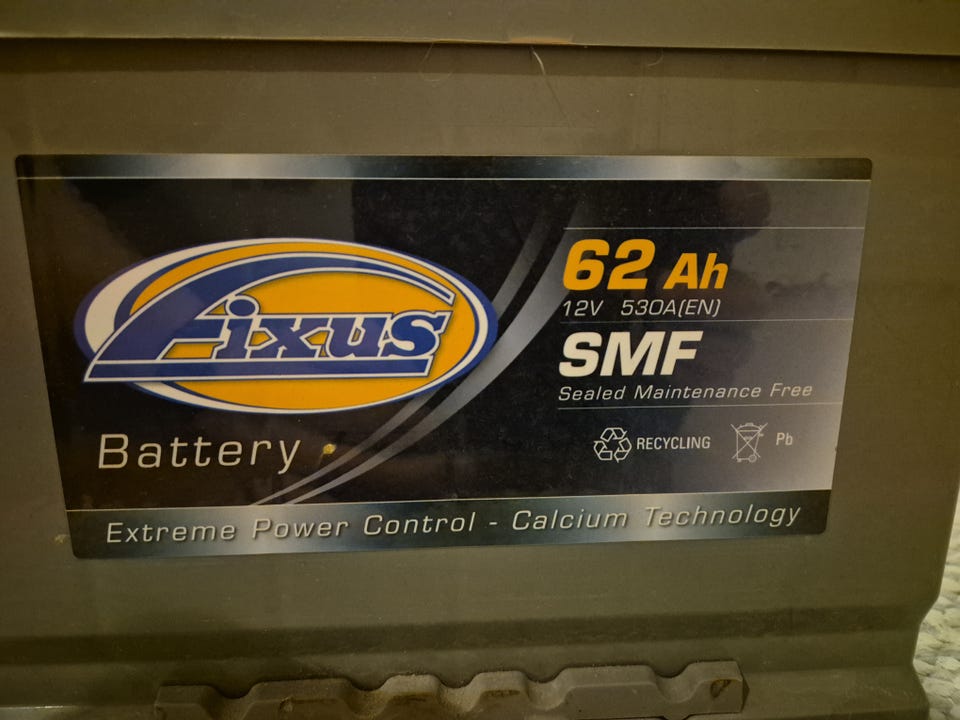 Fixus
Battery
62 Ah
12V 530A(EN)
SMF
Sealed Maintenance Free
RECYCLING
Pb
Extreme Power Control - Calcium Technology